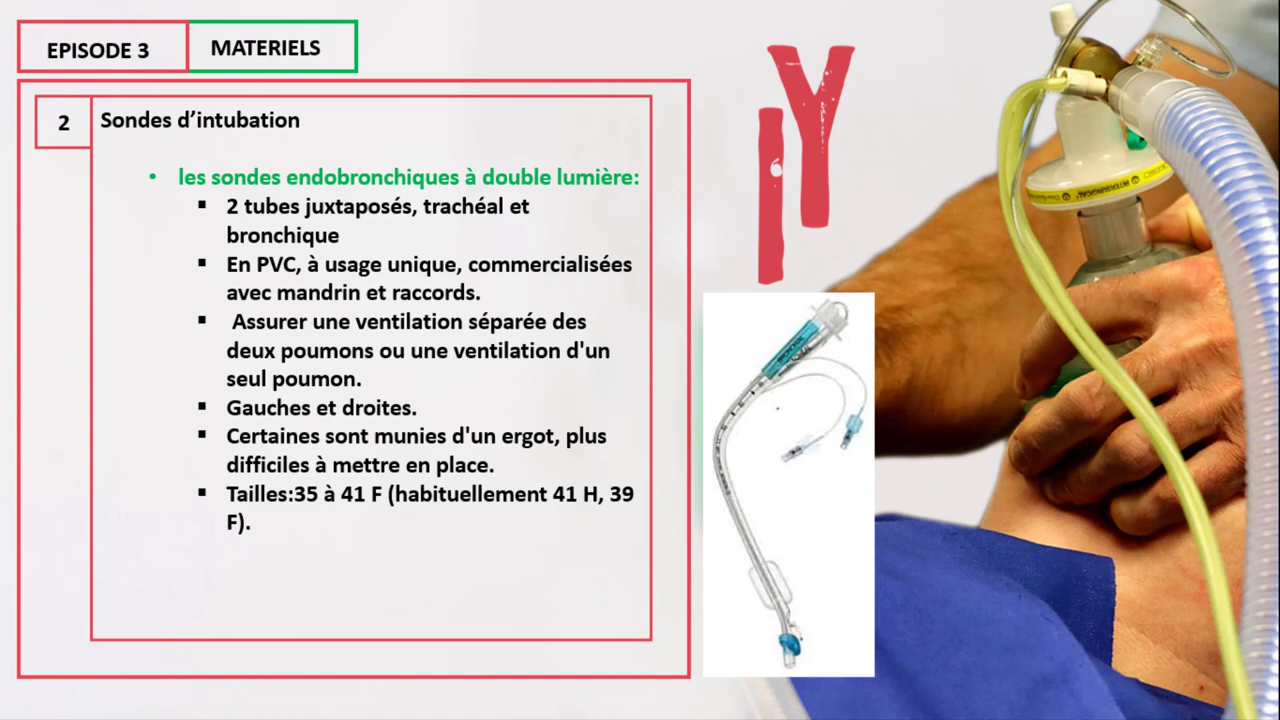 EPISODE 3
MATERIELS
2
Sondes d’intubation
• les sondes endobronchiques à double lumière:
▪ 2 tubes juxtaposés, trachéal et
bronchique
▪ En PVC, à usage unique, commercialisées
avec mandrin et raccords.
▪ Assurer une ventilation séparée des
deux poumons ou une ventilation d'un
seul poumon.
▪ Gauches et droites.
▪ Certaines sont munies d'un ergot, plus
difficiles à mettre en place.
▪ Tailles:35 à 41 F (habituellement 41 H, 39
F).